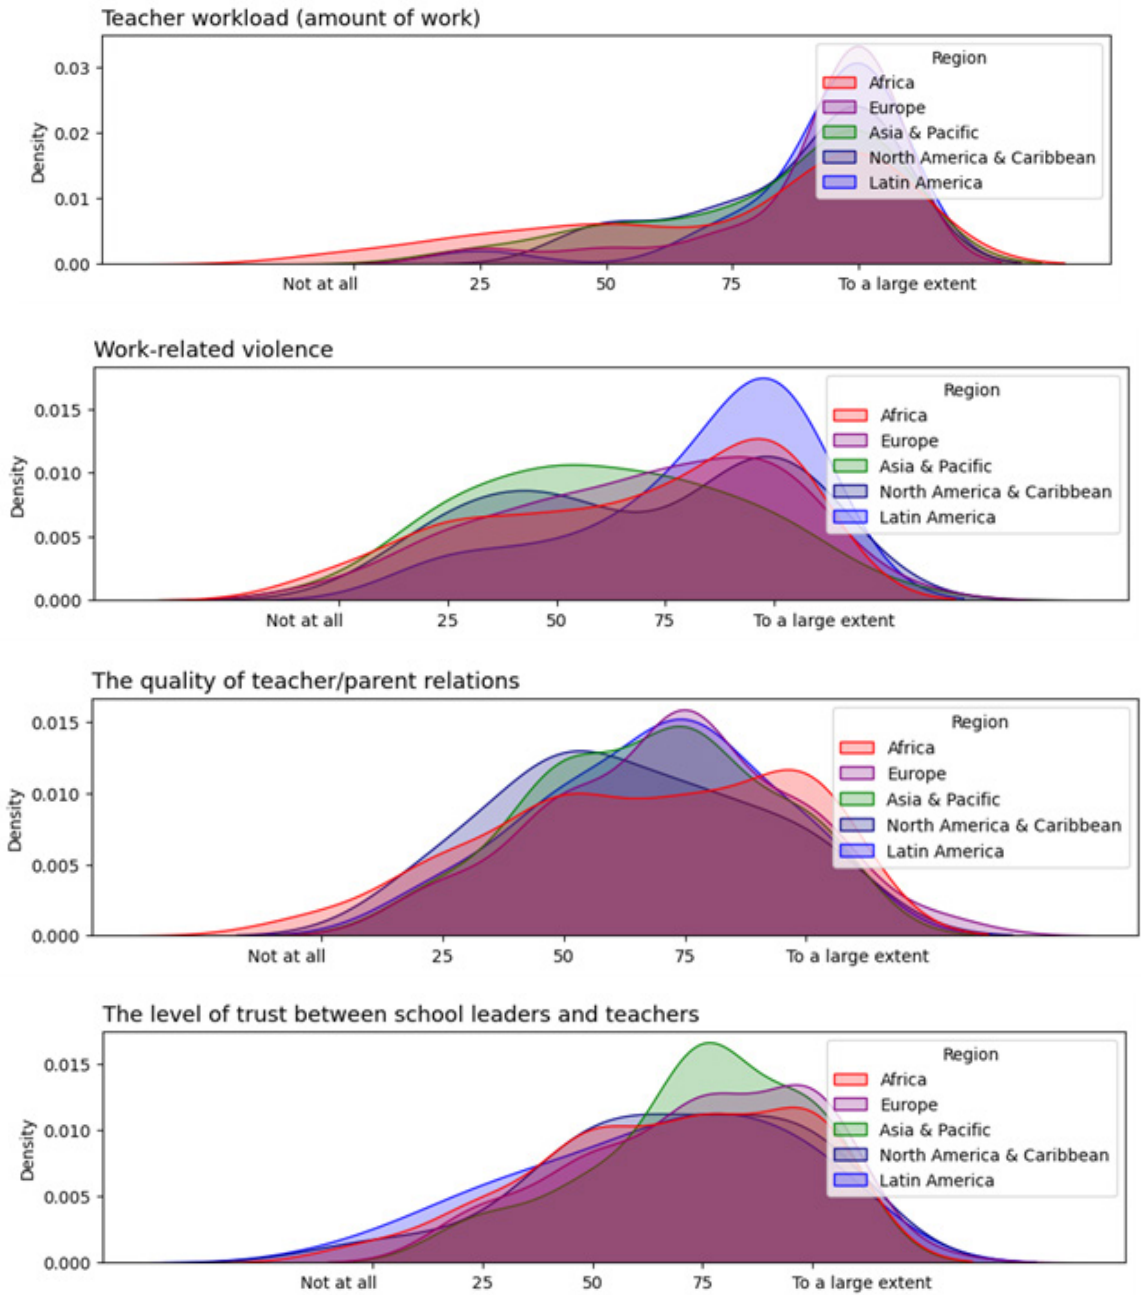 Teacher workload (amount of work)
Density
0.03
0.02
0.01
0.00
Not at all 25 50 75 To a large extent
Region
Africa
Europe
Asia & Pacific
North America & Caribbean
Latin America
Work-related violence
Density
0.015
0.010
0.005
0.000
Not at all 25 50 75 To a large extent
Region
Africa
Europe
Asia & Pacific
North America & Caribbean
Latin America
The quality of teacher/parent relations
Density
0.015
0.010
0.005
0.000
Not at all 25 50 75 To a large extent
Region
Africa
Europe
Asia & Pacific
North America & Caribbean
Latin America
The level of trust between school leaders and teachers
Density
0.015
0.010
0.005
0.000
Not at all 25 50 75 To a large extent
Region
Africa
Europe
Asia & Pacific
North America & Caribbean
Latin America